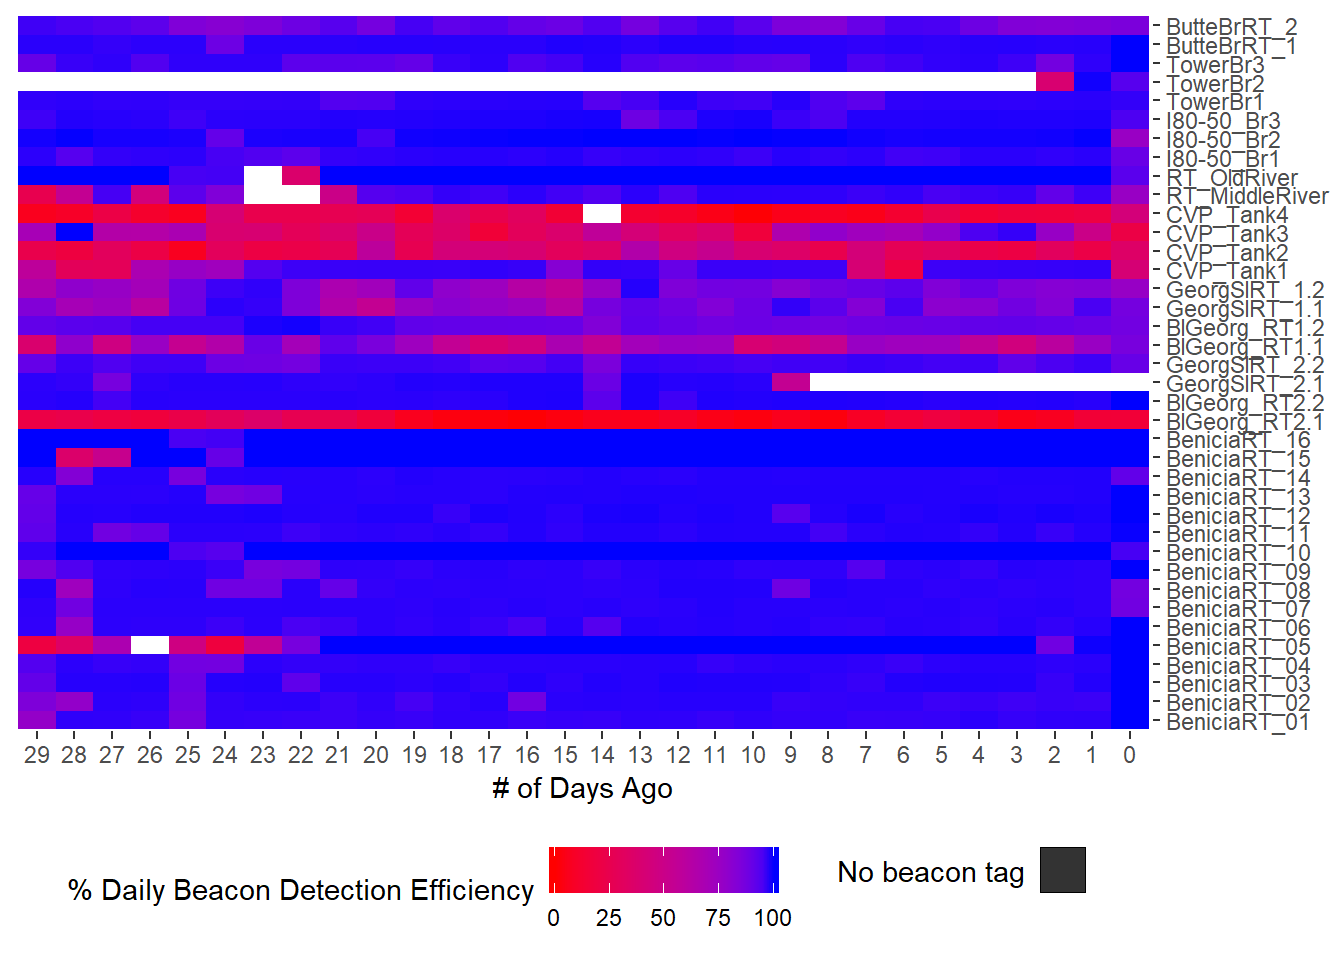 ButteBrRT_2
ButteBrRT_1
TowerBr3
TowerBr2
TowerBr1
I80-50_Br3
I80-50_Br2
I80-50_Br1
RT_OldRiver
RT_MiddleRiver
CVP_Tank4
CVP_Tank3
CVP_Tank2
CVP_Tank1
GeorgSlRT_1.2
GeorgSlRT_1.1
BlGeorg_RT1.2
BlGeorg_RT1.1
GeorgSlRT_2.2
GeorgSlRT_2.1
BlGeorg_RT2.2
BlGeorg_RT2.1
BeniciaRT_16
BeniciaRT_15
BeniciaRT_14
BeniciaRT_13
BeniciaRT_12
BeniciaRT_11
BeniciaRT_10
BeniciaRT_09
BeniciaRT_08
BeniciaRT_07
BeniciaRT_06
BeniciaRT_05
BeniciaRT_04
BeniciaRT_03
BeniciaRT_02
BeniciaRT_01
29 28 27 26 25 24 23 22 21 20 19 18 17 16 15 14 13 12 11 10 9 8 7 6 5 4 3 2 1 0
# of Days Ago
% Daily Beacon Detection Efficiency
0 25 50 75 100
No beacon tag